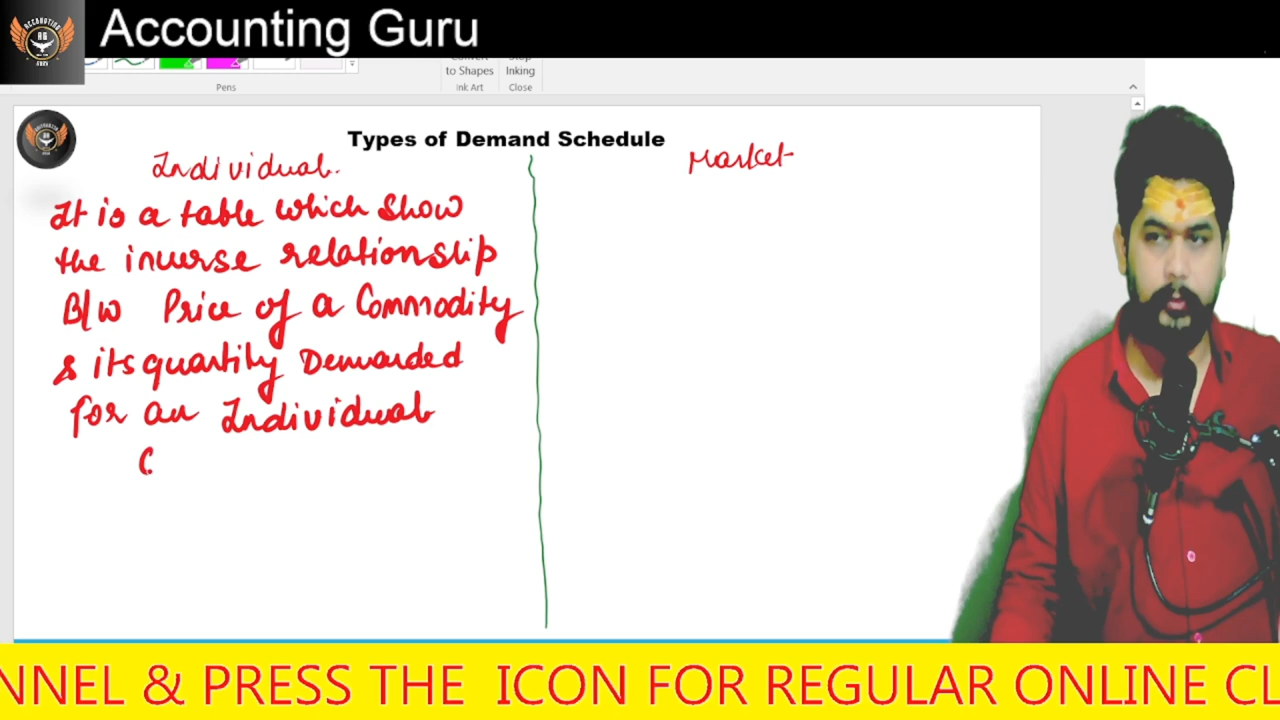 Accounting Guru
to Shapes
Inking
Pens
Ink Art
Close
Types of Demand Schedule
Individual.
Market
It is a table which show
the inverse relationship
B/w Price of a Commodity
& its quantity Demanded
for an Individual
C
NNEL & PRESS THE ICON FOR REGULAR ONLINE CL